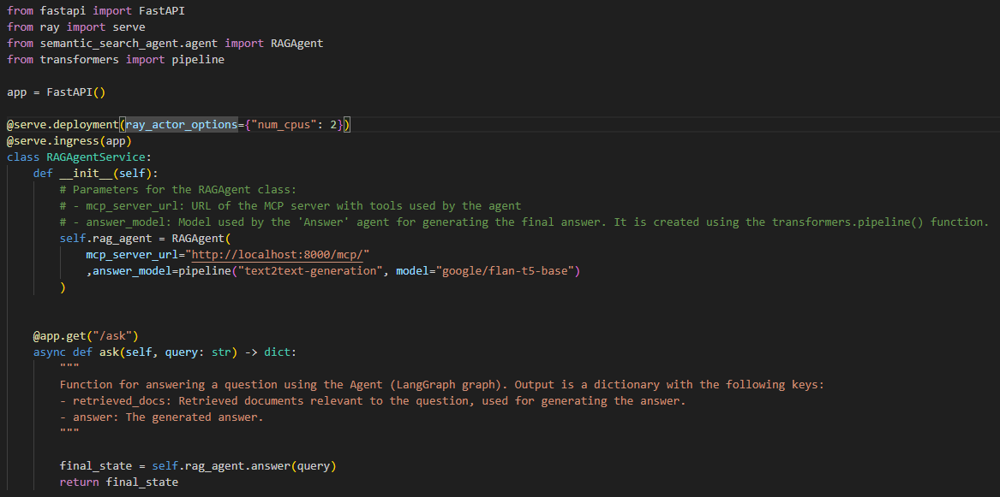 from fastapi import FastAPI
from ray import serve
from semantic_search_agent.agent import RAGAgent
from transformers import pipeline

app = FastAPI()

@serve.deployment(ray_actor_options={"num_cpus": 2})
@serve.ingress(app)
class RAGAgentService:
    def __init__(self):
        # Parameters for the RAGAgent class:
        # - mcp_server_url: URL of the MCP server with tools used by the agent
        # - answer_model: Model used by the 'Answer' agent for generating the final answer. It is created using the transformers.pipeline() function.
        self.rag_agent = RAGAgent(
            mcp_server_url="http://localhost:8000/mcp/"
            ,answer_model=pipeline("text2text-generation", model="google/flan-t5-base")
        )

    @app.get("/ask")
    async def ask(self, query: str) -> dict:
        """
        Function for answering a question using the Agent (LangGraph graph). Output is a dictionary with the following keys:
        - retrieved_docs: Retrieved documents relevant to the question, used for generating the answer.
        - answer: The generated answer.
        """

        final_state = self.rag_agent.answer(query)
        return final_state